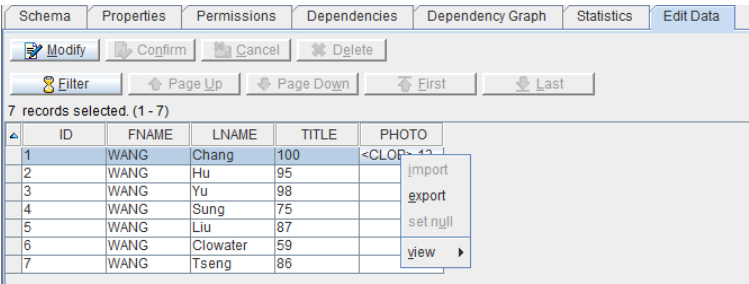 Schema Properties Permissions Dependencies Dependency Graph Statistics Edit Data
Modify Confirm Cancel Delete
Filter Page Up Page Down First Last
7 records selected. (1 - 7)
ID FNAME LNAME TITLE PHOTO
1 WANG Chang 100
2 WANG Hu 95
3 WANG Yu 98
4 WANG Sung 75
5 WANG Liu 87
6 WANG Clowater 59
7 WANG Tseng 86
import
export
set null
view